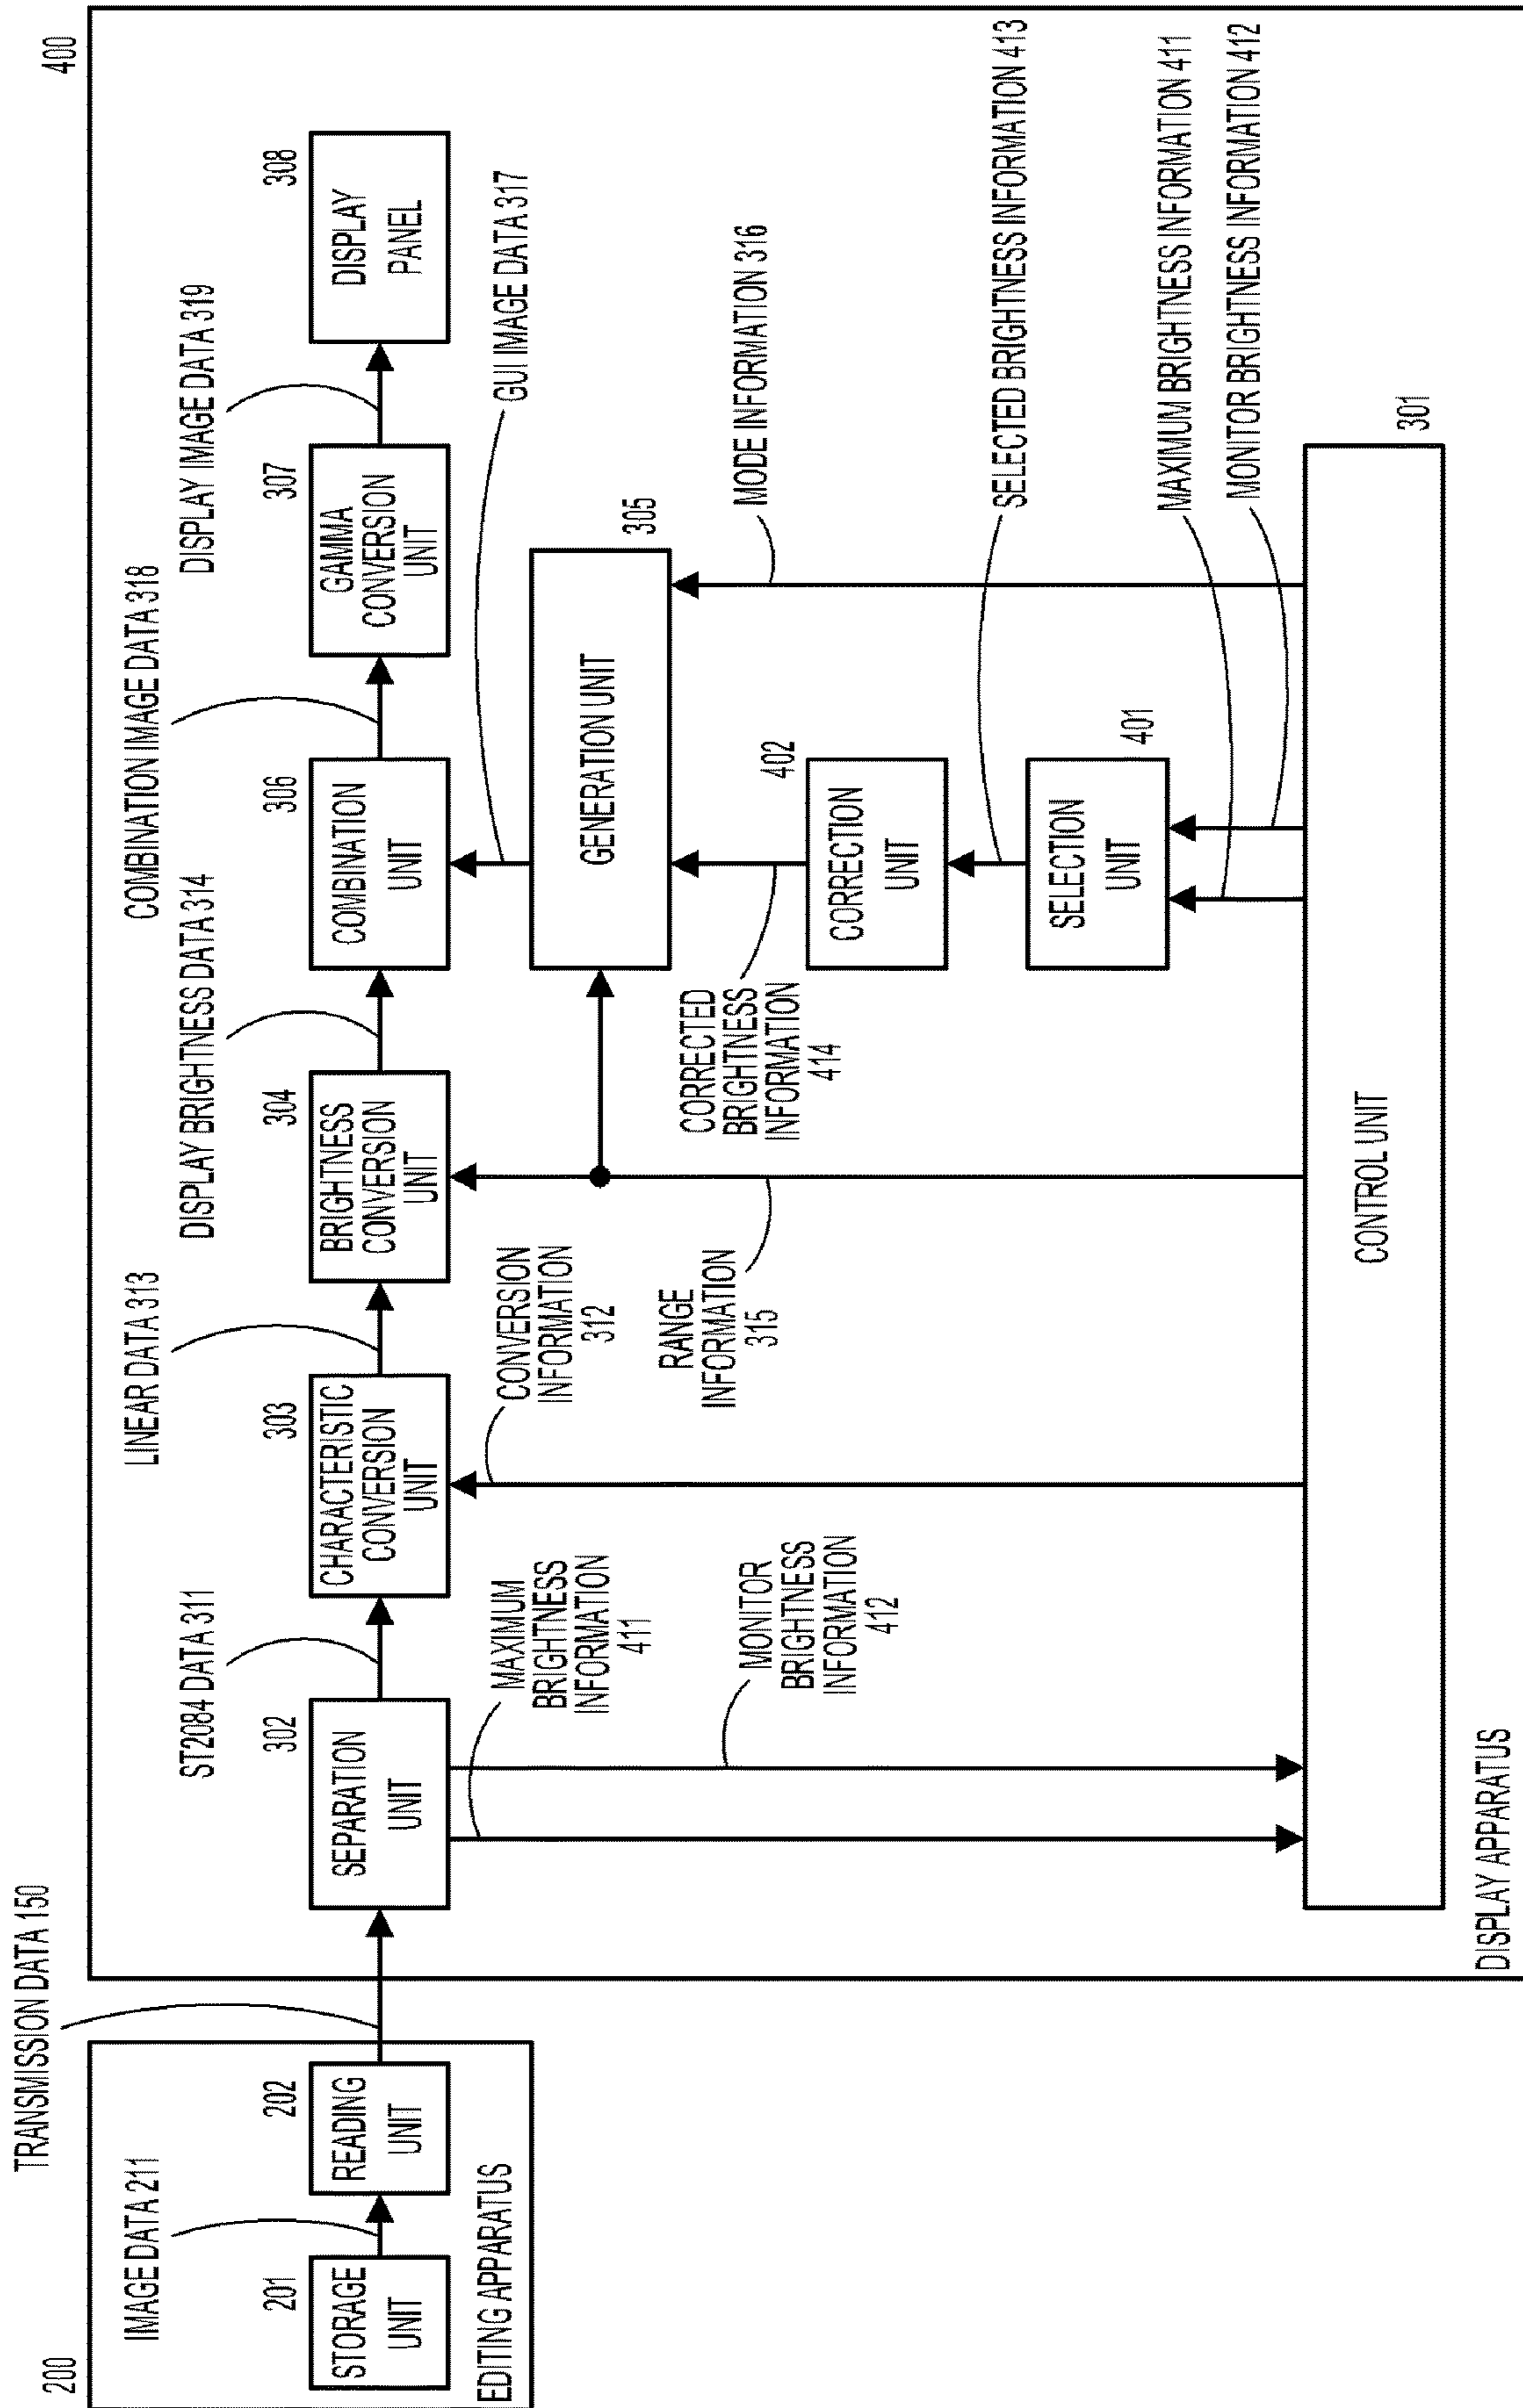 200
IMAGE DATA 211
201
STORAGE
UNIT
202
READING
UNIT
EDITING APPARATUS
TRANSMISSION DATA 150
400
ST2084 DATA 311
302
SEPARATION
UNIT
LINEAR DATA 313
303
CHARACTERISTIC
CONVERSION
UNIT
DISPLAY BRIGHTNESS DATA 314
304
BRIGHTNESS
CONVERSION
UNIT
COMBINATION IMAGE DATA 318
306
COMBINATION
UNIT
DISPLAY IMAGE DATA 319
307
GAMMA
CONVERSION
UNIT
308
DISPLAY
PANEL
MAXIMUM
BRIGHTNESS
INFORMATION
411
MONITOR
BRIGHTNESS
INFORMATION
412
CONVERSION
INFORMATION
312
RANGE
INFORMATION
315
GUI IMAGE DATA 317
GENERATION UNIT
305
CORRECTED
BRIGHTNESS
INFORMATION
414
402
CORRECTION
UNIT
MODE INFORMATION 316
SELECTED BRIGHTNESS INFORMATION 413
401
SELECTION
UNIT
MAXIMUM BRIGHTNESS INFORMATION 411
MONITOR BRIGHTNESS INFORMATION 412
CONTROL UNIT
301
DISPLAY APPARATUS